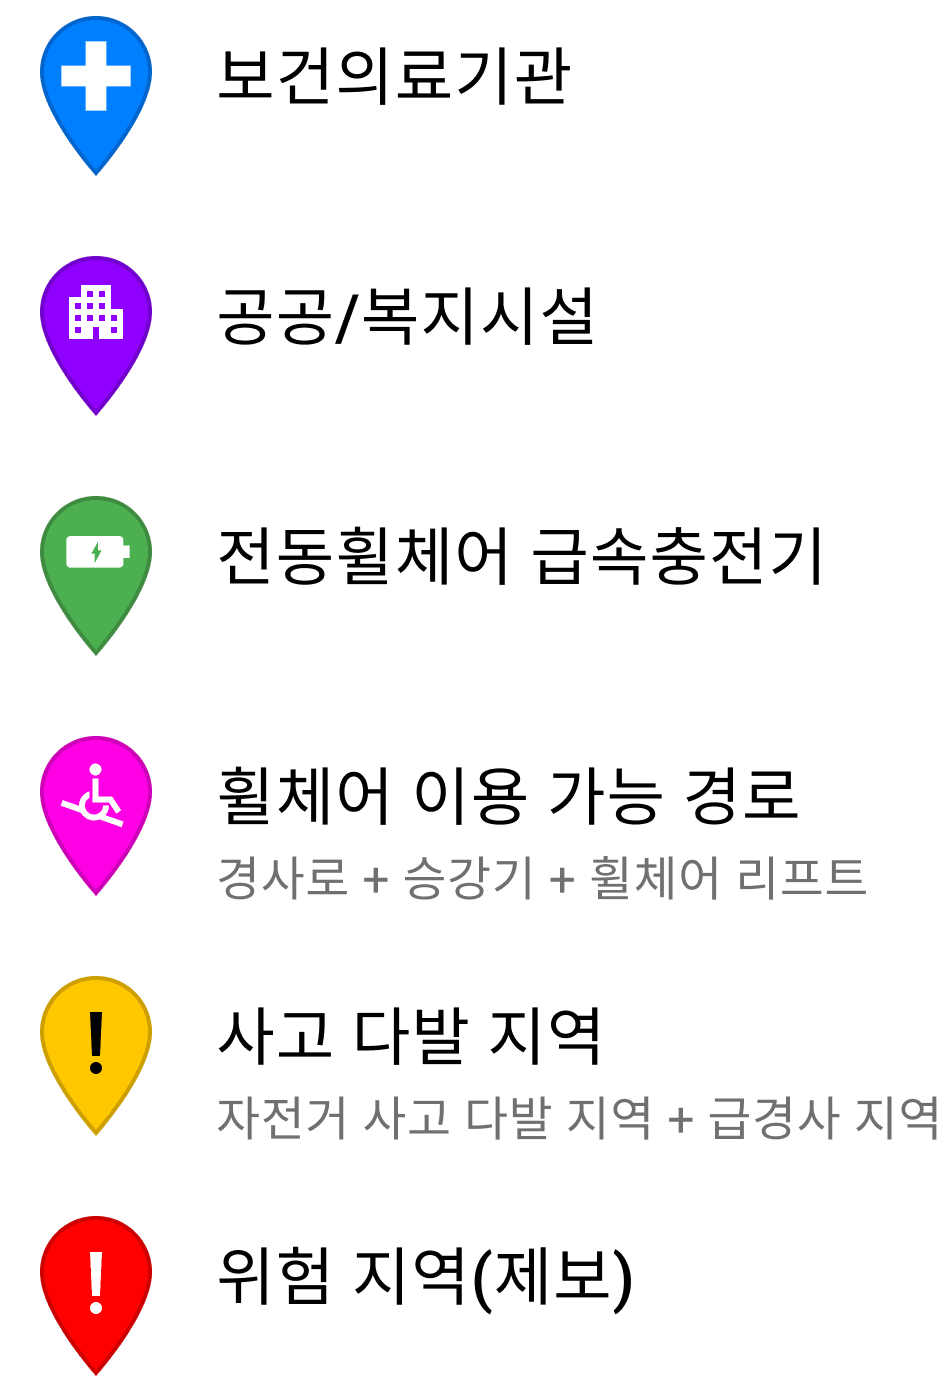 보건의료기관
공공/복지시설
전동휠체어 급속충전기
휠체어 이용 가능 경로
경사로 + 승강기 + 휠체어 리프트
사고 다발 지역
자전거 사고 다발 지역 + 급경사 지역
위험 지역(제보)